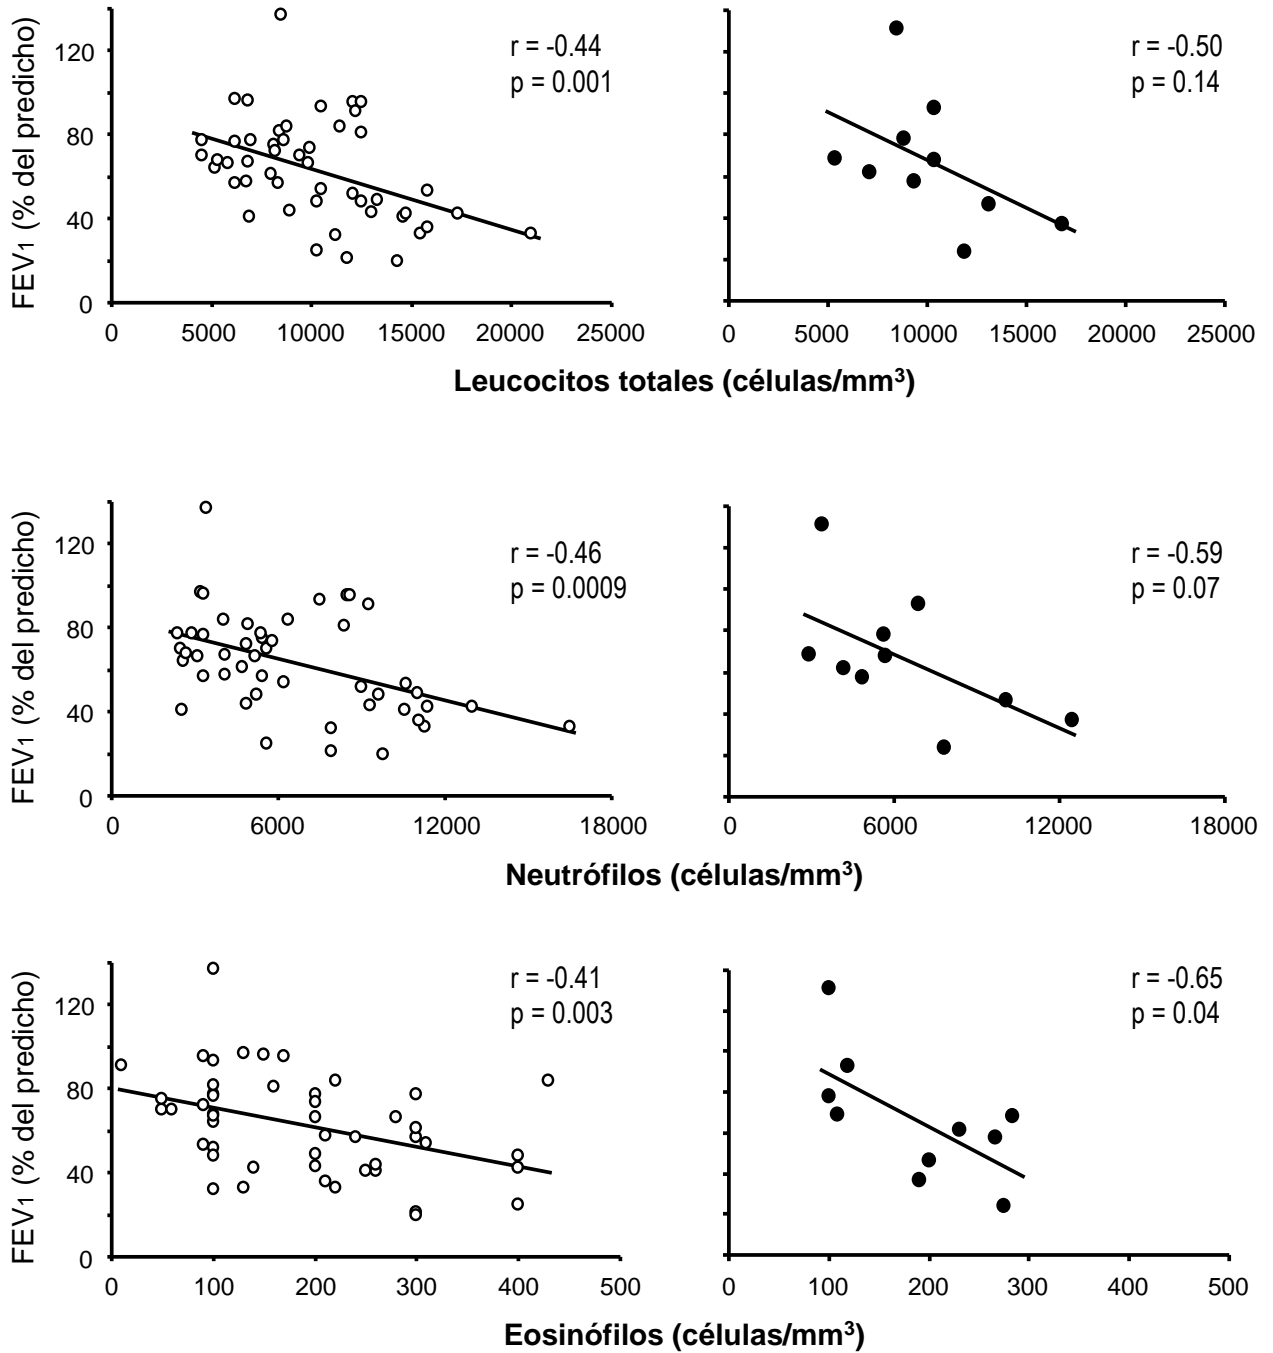 FEV1 (% del predicho)
120
80
40
0
r = -0.44
p = 0.001
0 5000 10000 15000 20000 25000
r = -0.50
p = 0.14
0 5000 10000 15000 20000 25000
Leucocitos totales (células/mm³)
FEV1 (% del predicho)
120
80
40
0
r = -0.46
p = 0.0009
0 6000 12000 18000
r = -0.59
p = 0.07
0 6000 12000 18000
Neutrófilos (células/mm³)
FEV1 (% del predicho)
120
80
40
0
r = -0.41
p = 0.003
0 100 200 300 400 500
r = -0.65
p = 0.04
0 100 200 300 400 500
Eosinófilos (células/mm³)